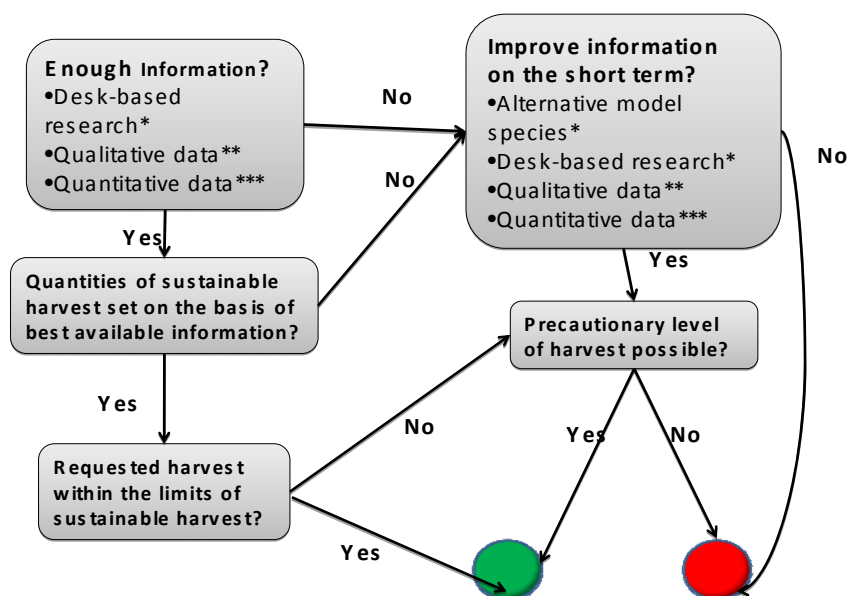 Enough Information?
•Desk-based
research*
•Qualitative data**
•Quantitative data***
No
Improve information
on the short term?
•Alternative model
species*
•Desk-based research*
•Qualitative data**
•Quantitative data***
No
No
Yes
Quantities of sustainable
harvest set on the basis of
best available information?
Yes
Precautionary level
of harvest possible?
Yes
No
Yes
No
Requested harvest
within the limits of
sustainable harvest?
Yes